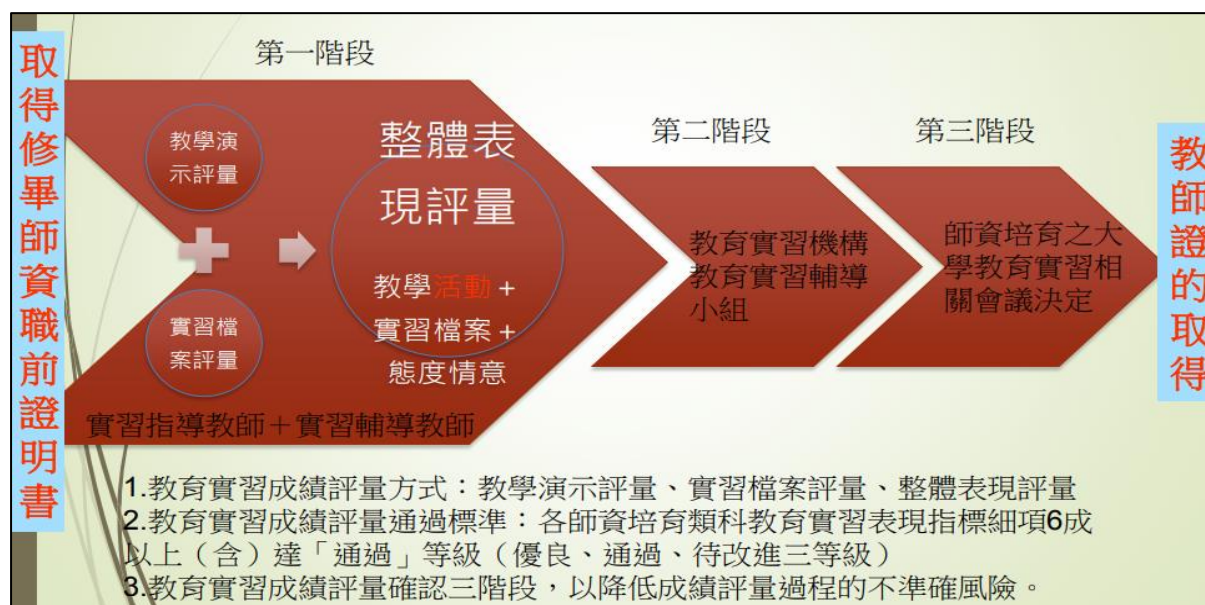 取得修畢師資職前證明書
第一階段
教學演
示評量
實習檔
案評量
整體表
現評量
教學活動+
實習檔案+
態度情意
實習指導教師+實習輔導教師
第二階段
教育實習機構
教育實習輔導
小組
第三階段
師資培育之大
學教育實習相
關會議決定
教師證的取得
1.教育實習成績評量方式：教學演示評量、實習檔案評量、整體表現評量
2.教育實習成績評量通過標準：各師資培育類科教育實習表現指標細項6成
以上（含）達「通過」等級（優良、通過、待改進三等級）
3.教育實習成績評量確認三階段，以降低成績評量過程的不準確風險。